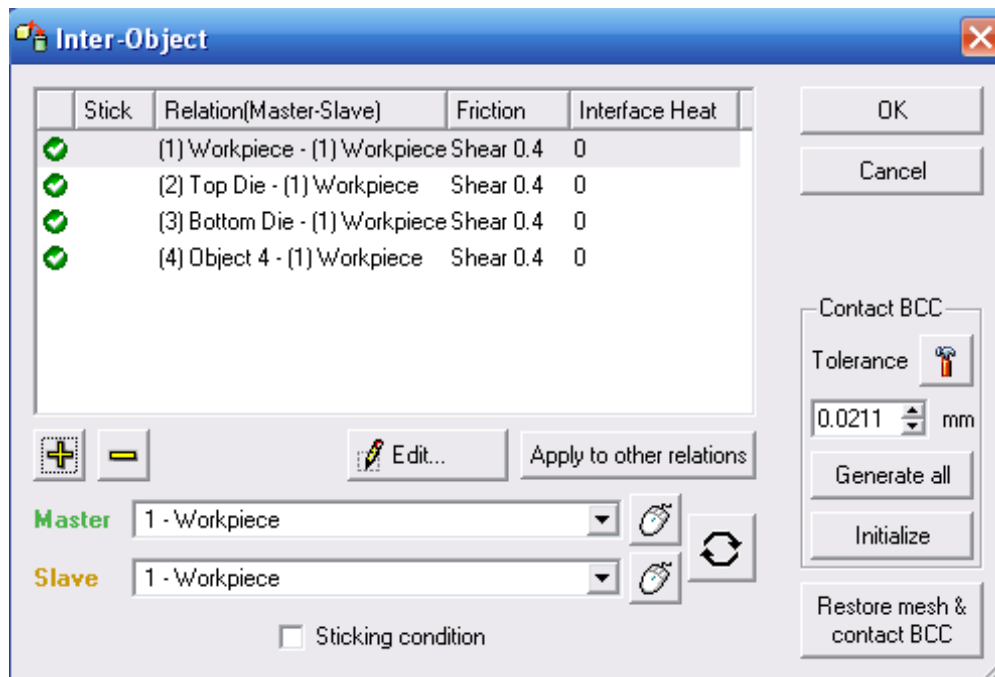 Inter-Object
Stick Relation(Master-Slave) Friction Interface Heat
(1) Workpiece - (1) Workpiece Shear 0.4 0
(2) Top Die - (1) Workpiece Shear 0.4 0
(3) Bottom Die - (1) Workpiece Shear 0.4 0
(4) Object 4 - (1) Workpiece Shear 0.4 0
OK
Cancel
Contact BCC
Tolerance
0.0211 mm
Generate all
Initialize
Restore mesh &
contact BCC
Edit...
Apply to other relations
Master 1 - Workpiece
Slave 1 - Workpiece
Sticking condition